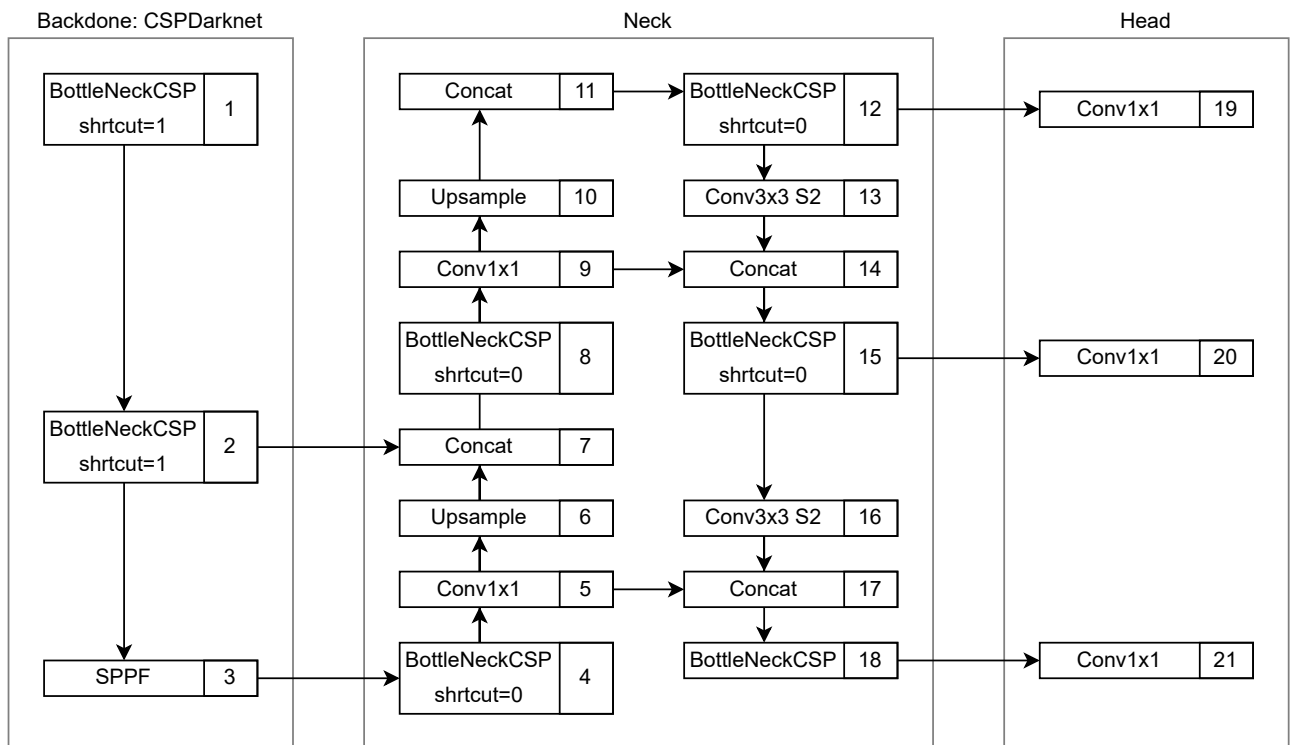 Backdone: CSPDarknet
BottleNeckCSP
shrtcut=1
1
BottleNeckCSP
shrtcut=1
2
SPPF 3
Neck
Concat 11
Upsample 10
Conv1x1 9
BottleNeckCSP
shrtcut=0
8
Concat 7
Upsample 6
Conv1x1 5
BottleNeckCSP
shrtcut=0
4
BottleNeckCSP
shrtcut=0
12
Conv3x3 S2 13
Concat 14
BottleNeckCSP
shrtcut=0
15
Conv3x3 S2 16
Concat 17
BottleNeckCSP 18
Head
Conv1x1 19
Conv1x1 20
Conv1x1 21